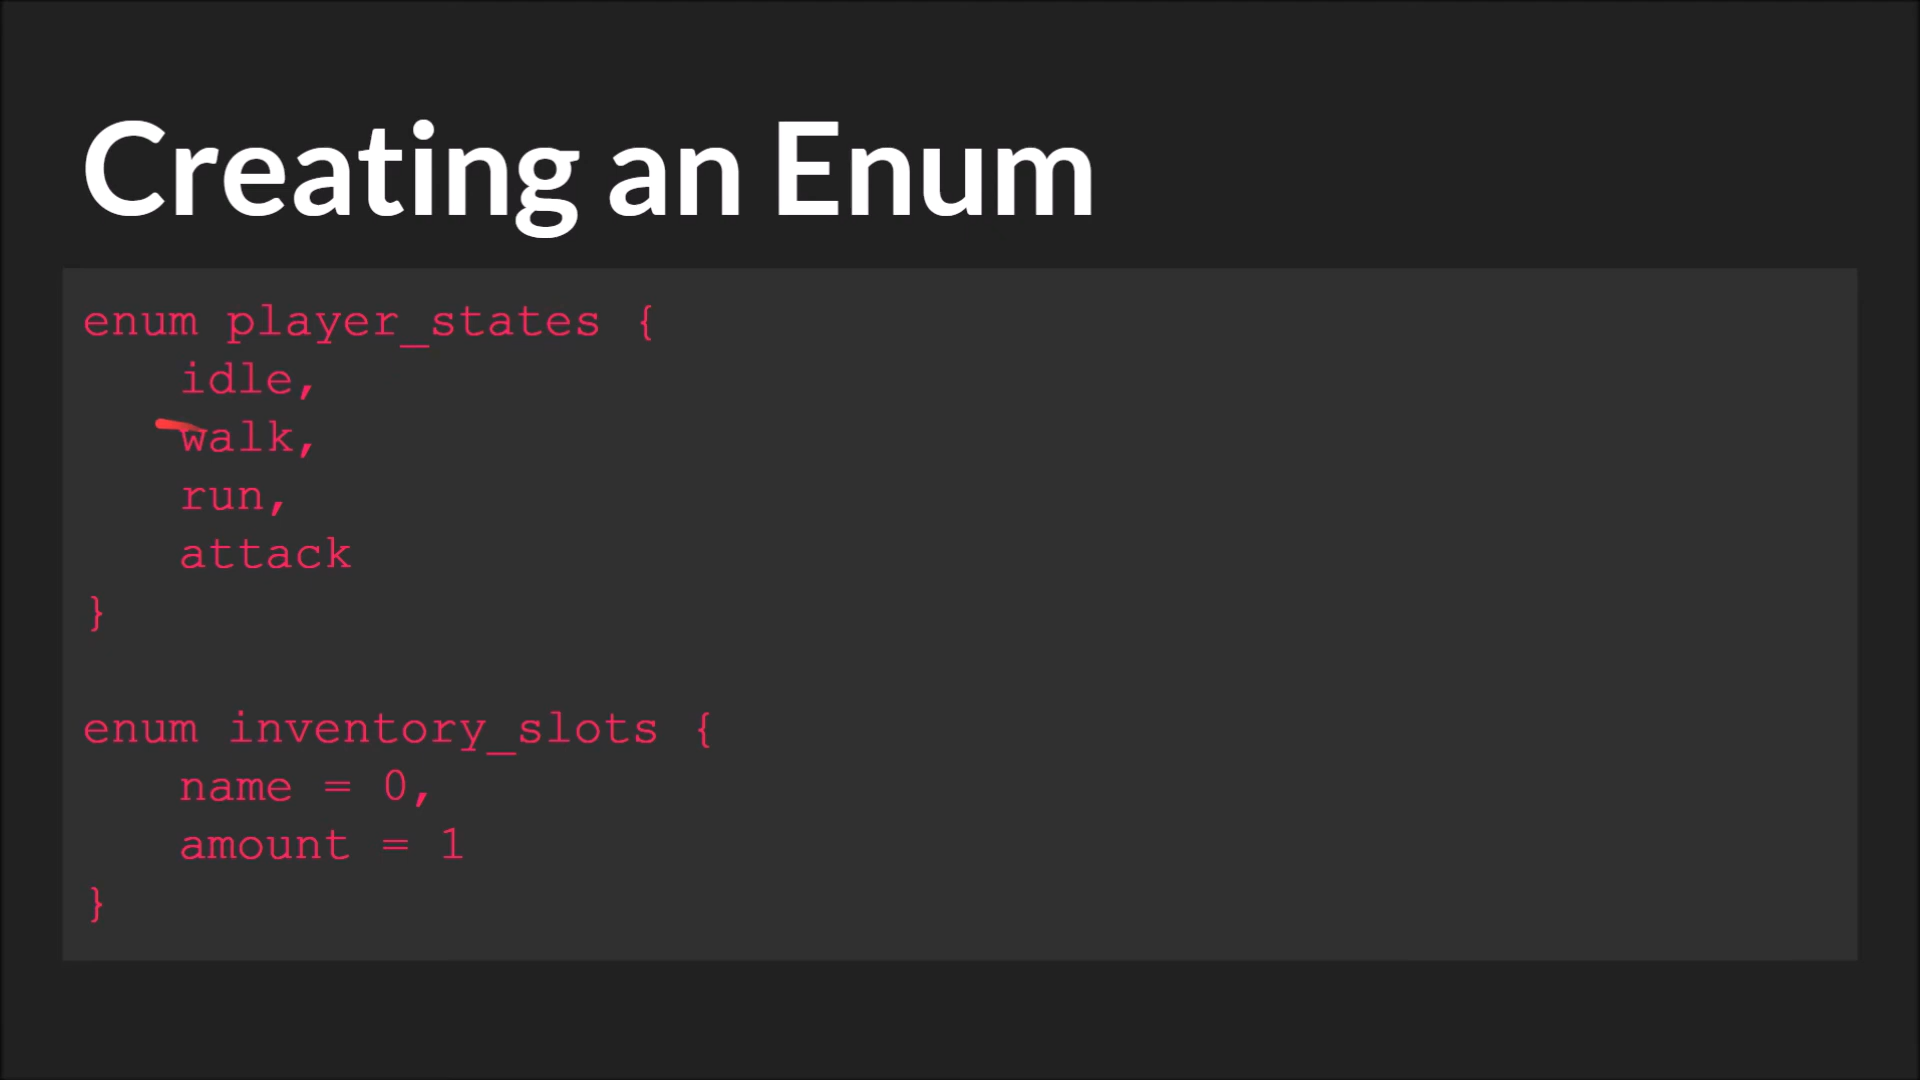 Creating an Enum
enum player_states {
    idle,
    walk,
    run,
    attack
}
enum inventory_slots {
    name = 0,
    amount = 1
}